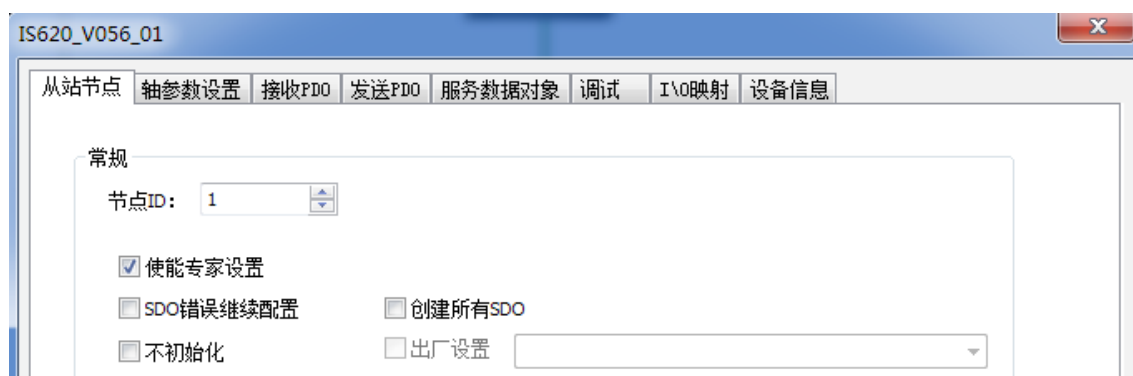 IS620_V056_01
从站节点 轴参数设置 接收PDO 发送PDO 服务数据对象 调试 I\O映射 设备信息
常规
节点ID: 1
使能专家设置
SDO错误继续配置 创建所有SDO
不初始化 出厂设置